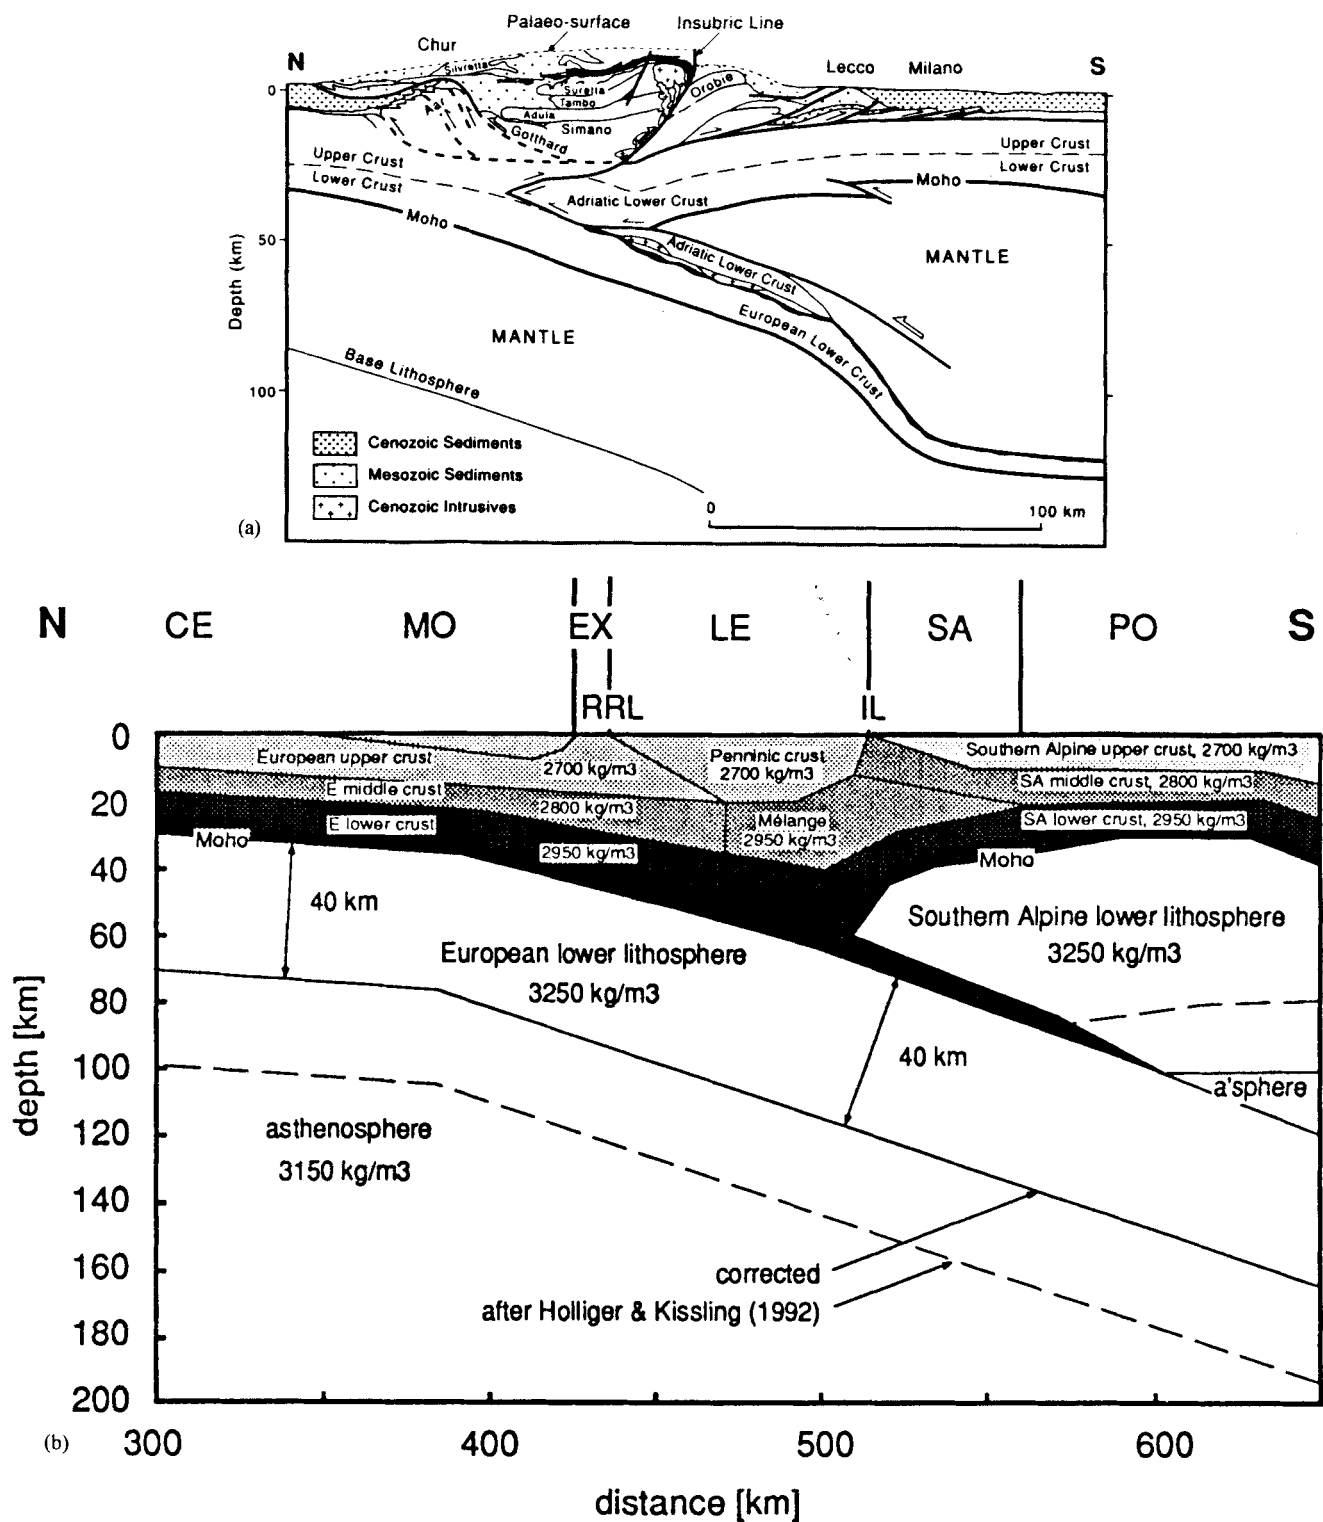 Palaeo-surface
Insubric Line
N
Chur
Lecco
Milano
S
Silvretta
Orobic
Suretta
Tambo
Adula
Simano
Aar
Gotthard
0
50
100
Depth (km)
Upper Crust
Lower Crust
Moho
Adriatic Lower Crust
Upper Crust
Lower Crust
Moho
Adriatic Lower Crust
European Lower Crust
MANTLE
MANTLE
Base Lithosphere
Cenozoic Sediments
Mesozoic Sediments
Cenozoic Intrusives
0
100 km
(a)
N
CE
MO
EX
LE
SA
PO
S
RRL
IL
European upper crust
2700 kg/m3
Penninic crust
2700 kg/m3
Southern Alpine upper crust, 2700 kg/m3
E middle crust
2800 kg/m3
SA middle crust, 2800 kg/m3
E lower crust
2950 kg/m3
Mélange
2950 kg/m3
SA lower crust, 2950 kg/m3
Moho
Moho
40 km
European lower lithosphere
3250 kg/m3
Southern Alpine lower lithosphere
3250 kg/m3
40 km
a'sphere
asthenosphere
3150 kg/m3
corrected
after Holliger & Kissling (1992)
0
20
40
60
80
100
120
140
160
180
200
depth [km]
(b)
300
400
500
600
distance [km]